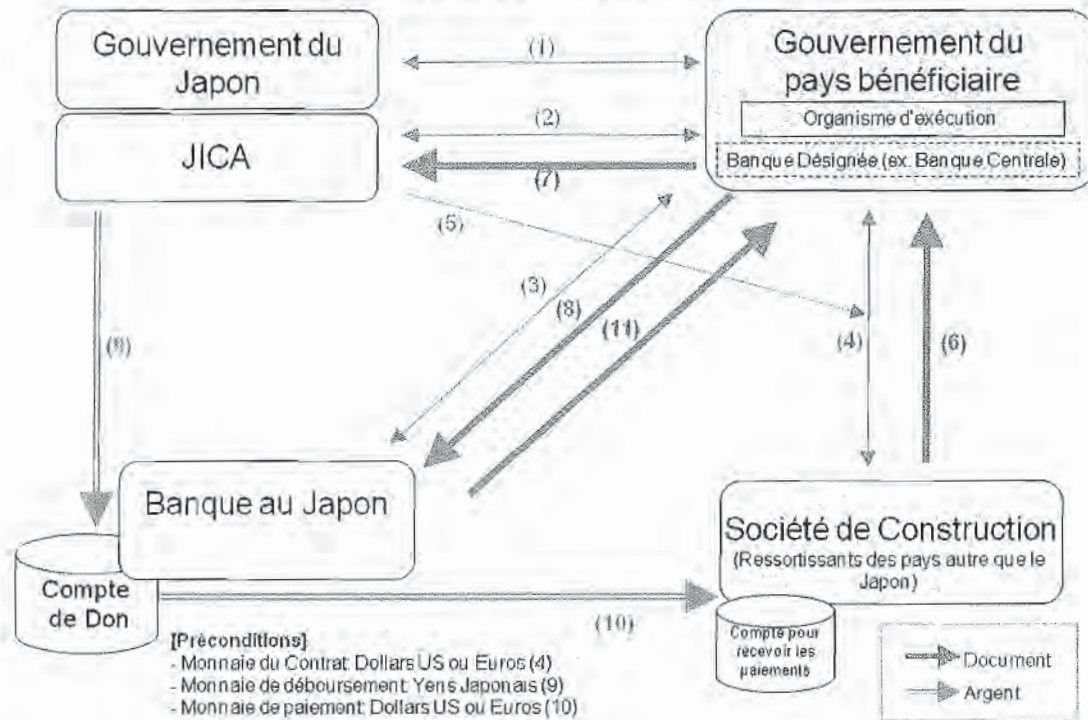 Gouvernement du
Japon
JICA
Gouvernement du
pays bénéficiaire
Organisme d'exécution
Banque Désignée (ex. Banque Centrale)
(1)
(2)
(7)
(5)
(3)
(8)
(11)
(4)
(6)
(9)
Banque au Japon
Compte
de Don
Société de Construction
(Ressortissants des pays autre que le
Japon)
(10)
Compte pour
recevoir les
paiements
[Préconditions]
- Monnaie du Contrat: Dollars US ou Euros (4)
- Monnaie de déboursement: Yens Japonais (9)
- Monnaie de paiement: Dollars US ou Euros (10)
Document
Argent